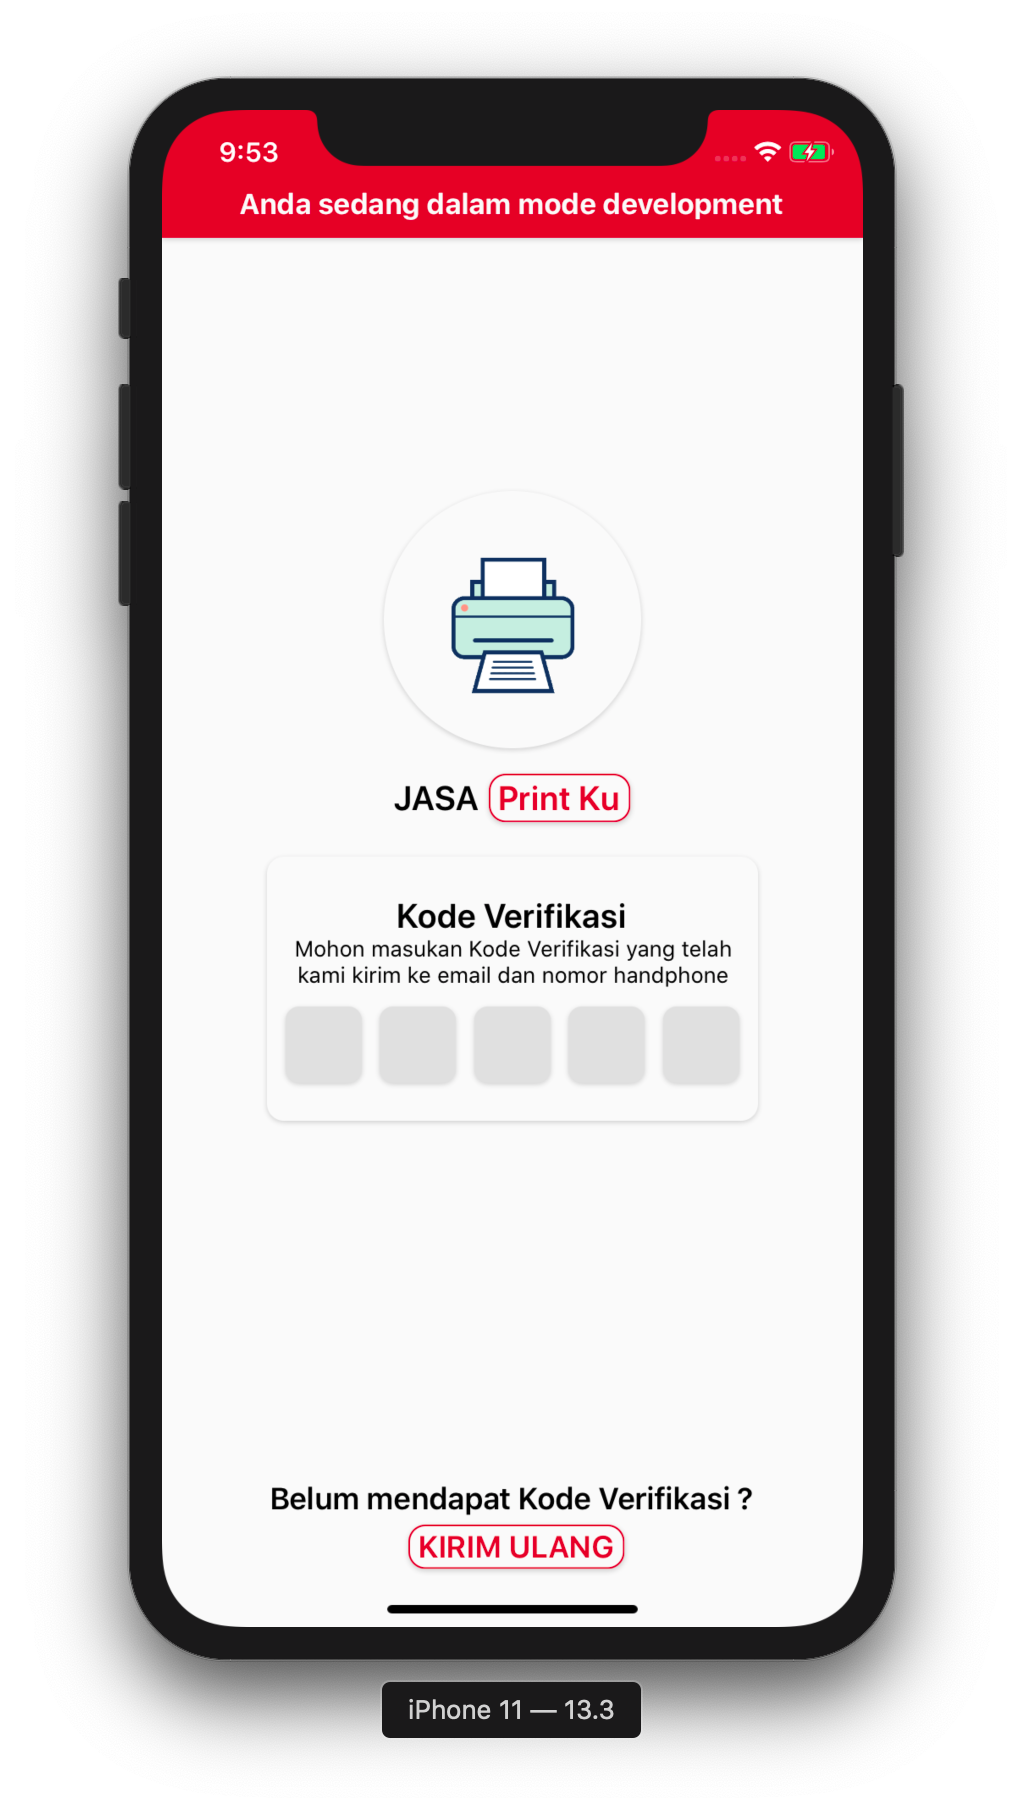 9:53
Anda sedang dalam mode development
JASA Print Ku
Kode Verifikasi
Mohon masukan Kode Verifikasi yang telah
kami kirim ke email dan nomor handphone
Belum mendapat Kode Verifikasi ?
KIRIM ULANG
iPhone 11 — 13.3